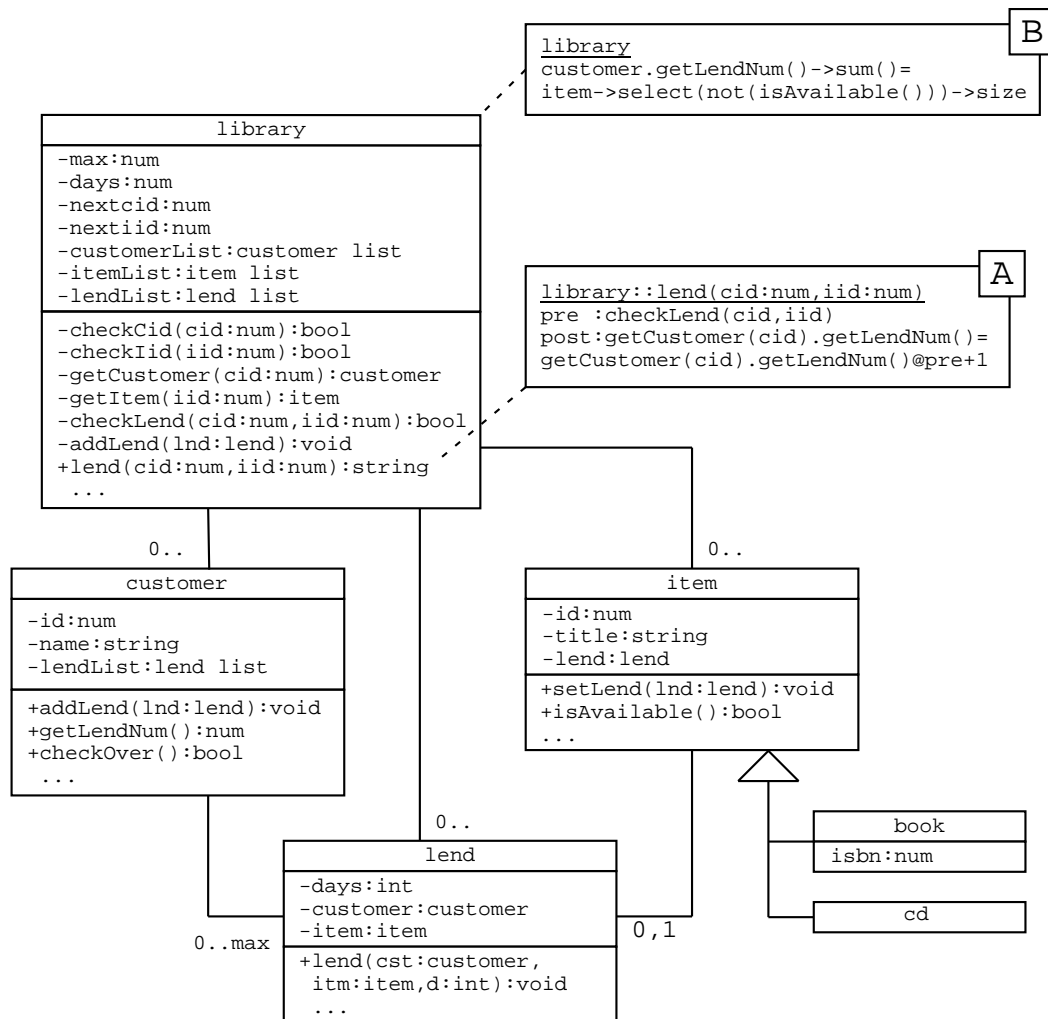 B
library
customer.getLendNum()->sum()=
item->select(not(isAvailable()))->size
library
-max:num
-days:num
-nextcid:num
-nextiid:num
-customerList:customer list
-itemList:item list
-lendList:lend list
-checkCid(cid:num):bool
-checkIid(iid:num):bool
-getCustomer(cid:num):customer
-getItem(iid:num):item
-checkLend(cid:num,iid:num):bool
-addLend(lnd:lend):void
+lend(cid:num,iid:num):string
...
A
library::lend(cid:num,iid:num)
pre :checkLend(cid,iid)
post:getCustomer(cid).getLendNum()=
getCustomer(cid).getLendNum()@pre+1
0..
0..
customer
-id:num
-name:string
-lendList:lend list
+addLend(lnd:lend):void
+getLendNum():num
+checkOver():bool
...
item
-id:num
-title:string
-lend:lend
+setLend(lnd:lend):void
+isAvailable():bool
...
0..
lend
-days:int
-customer:customer
-item:item
+lend(cst:customer,
itm:item,d:int):void
...
0..max
0,1
book
isbn:num
cd